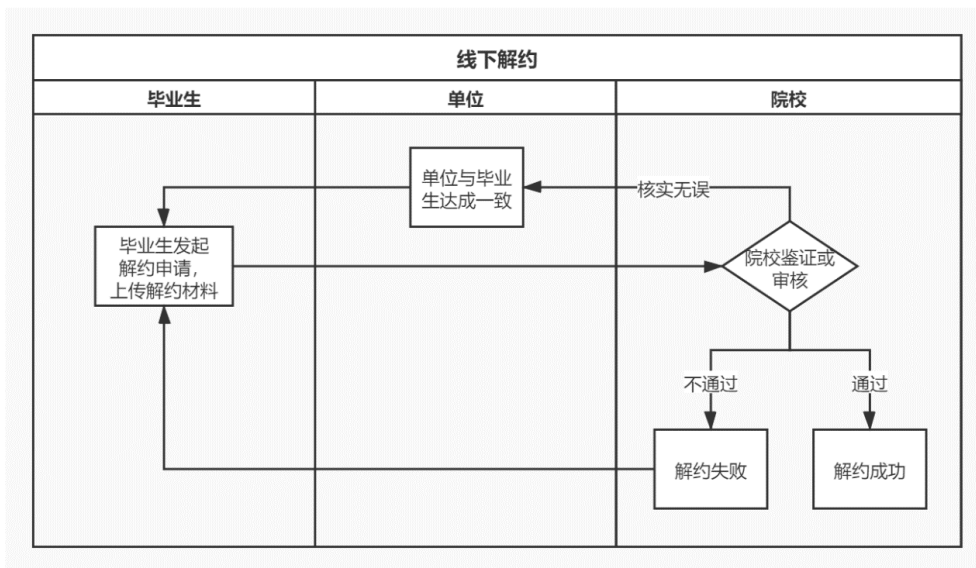 线下解约
毕业生
单位
院校
单位与毕业
生达成一致
核实无误
毕业生发起
解约申请，
上传解约材料
院校鉴证或
审核
不通过
通过
解约失败
解约成功